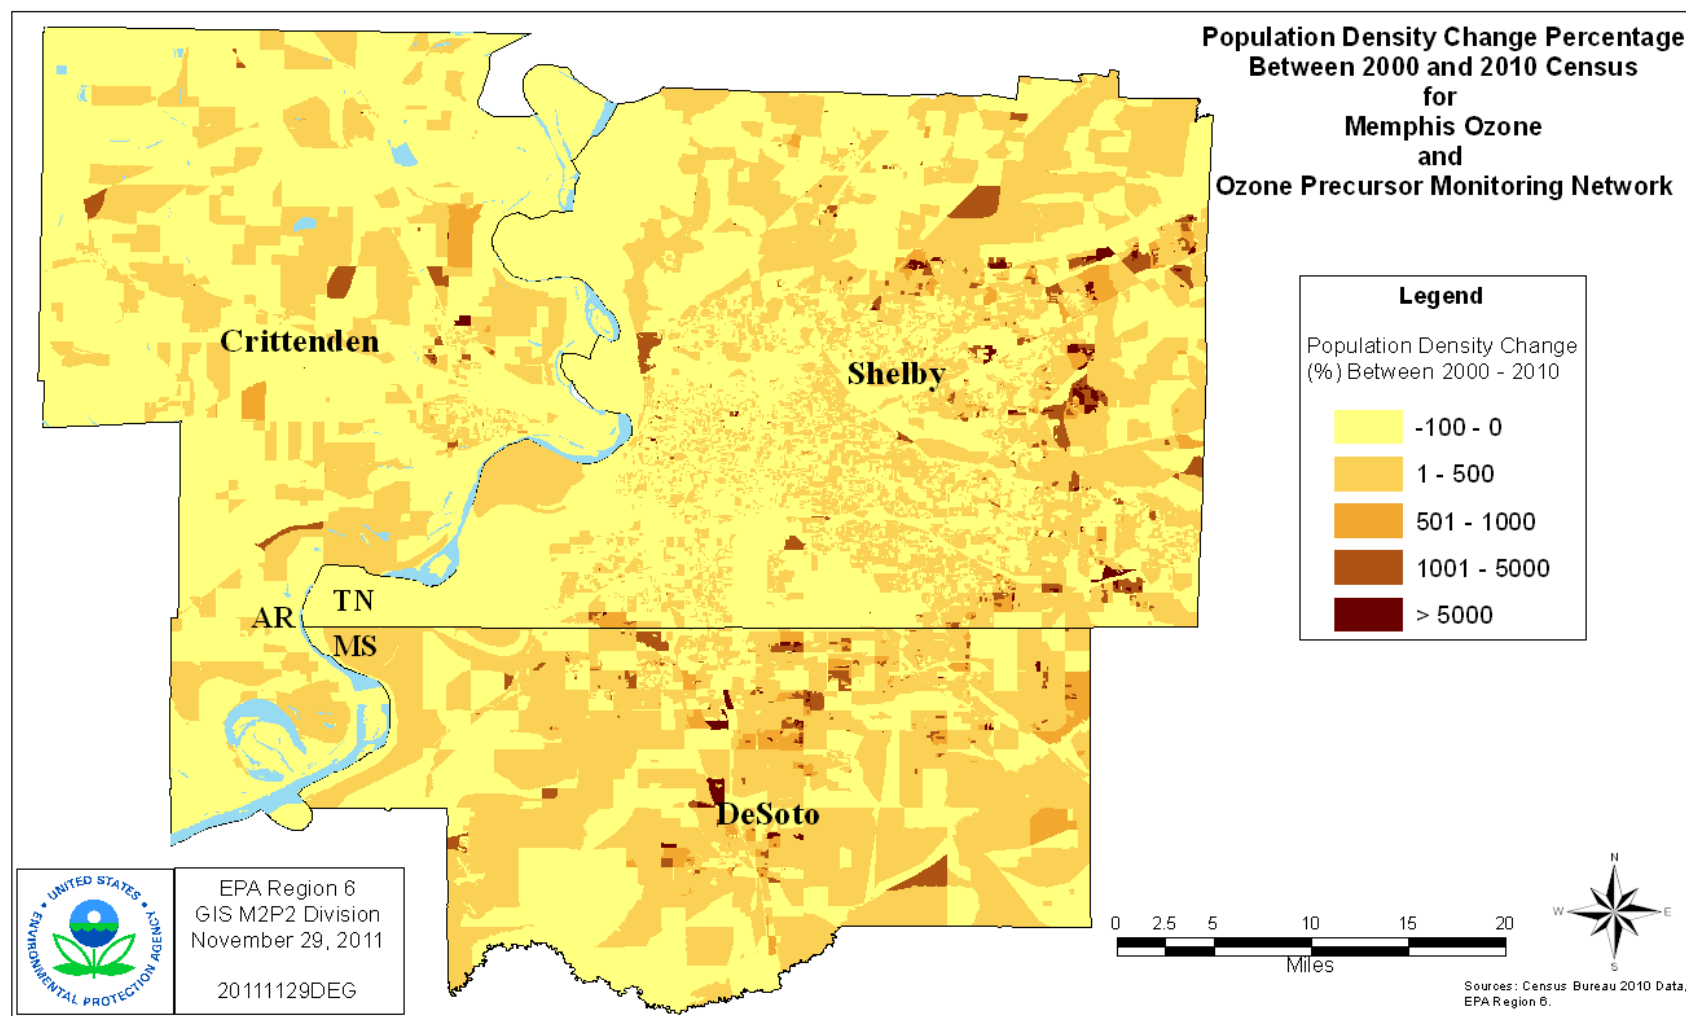 Population Density Change Percentage
Between 2000 and 2010 Census
for
Memphis Ozone
and
Ozone Precursor Monitoring Network
Legend
Population Density Change
(%) Between 2000 - 2010
-100 - 0
1 - 500
501 - 1000
1001 - 5000
> 5000
Crittenden
Shelby
TN
AR
MS
DeSoto
UNITED STATES
ENVIRONMENTAL PROTECTION AGENCY
EPA Region 6
GIS M2P2 Division
November 29, 2011
20111129DEG
0 2.5 5 10 15 20
Miles
N
W E
S
Sources: Census Bureau 2010 Data,
EPA Region 6.